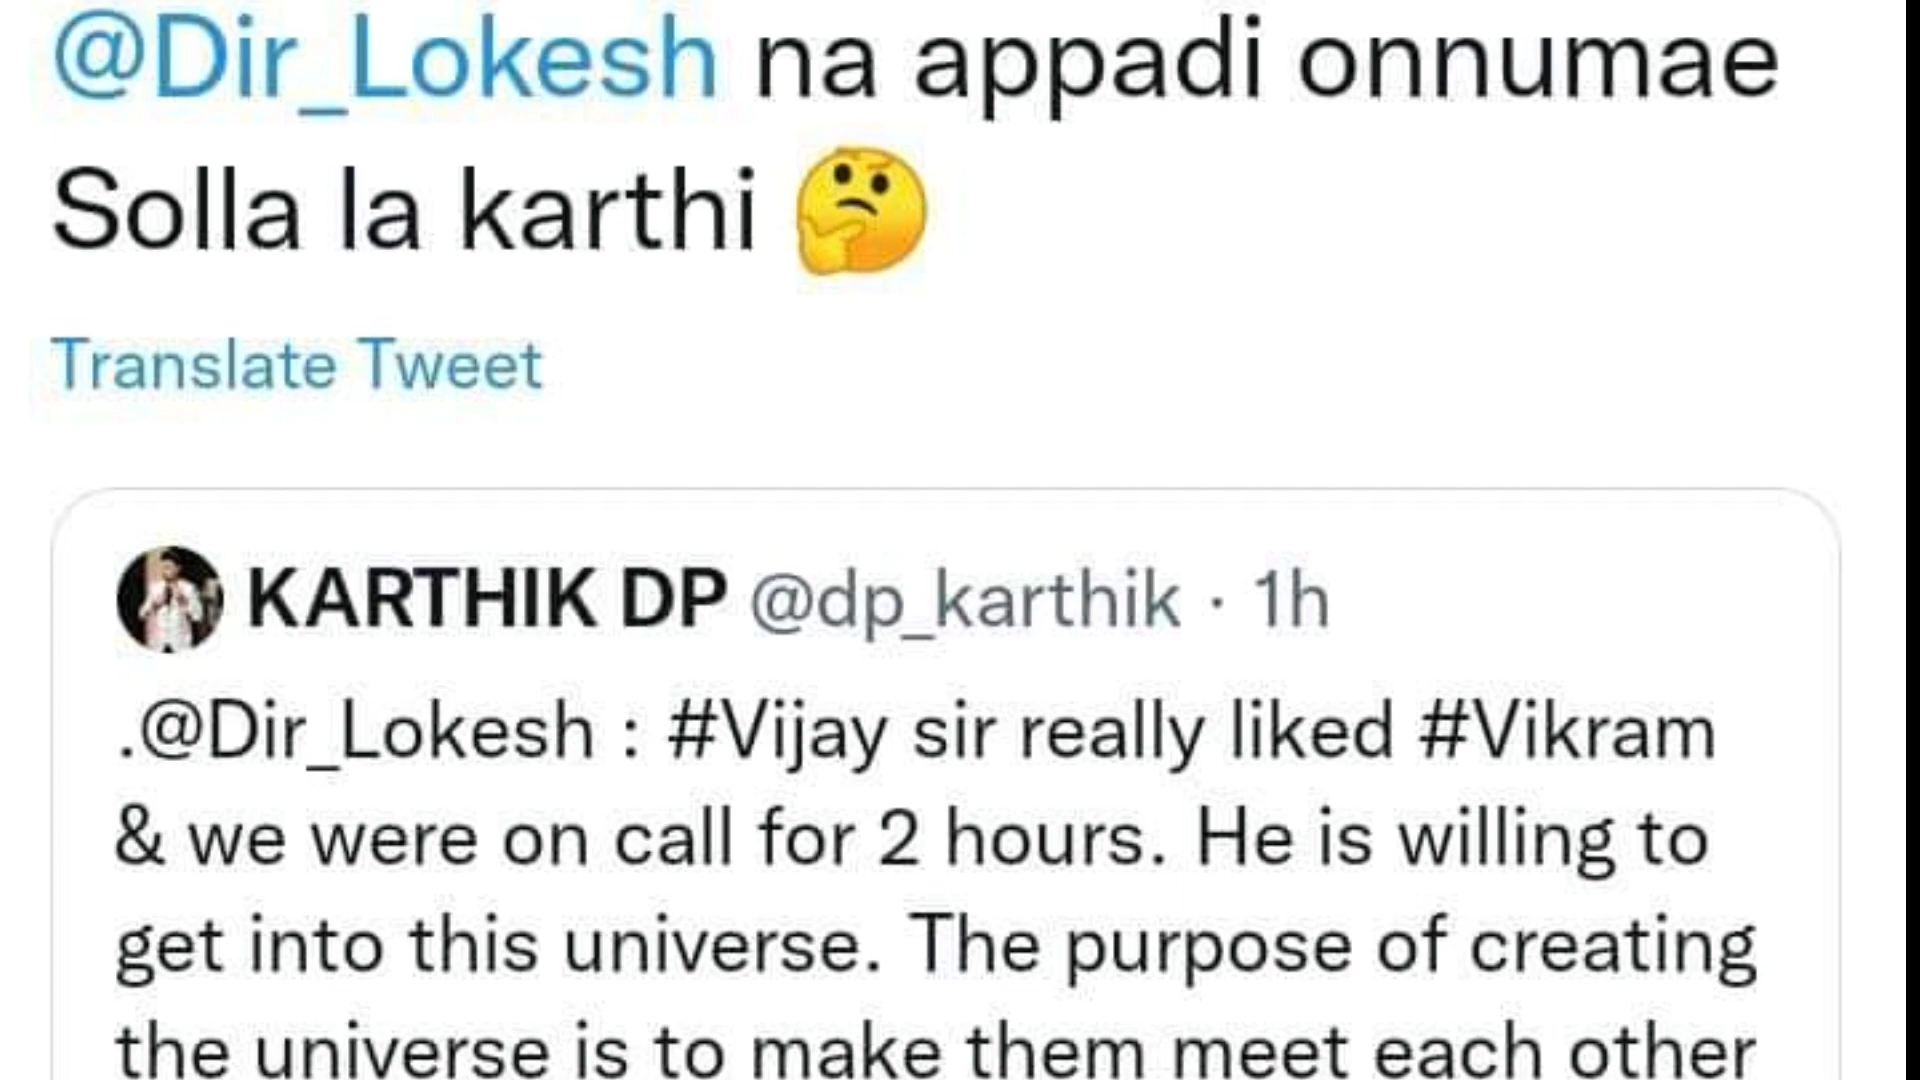 @Dir_Lokesh na appadi onnumae
Solla la karthi 🤔
Translate Tweet
KARTHIK DP @dp_karthik · 1h
.@Dir_Lokesh : #Vijay sir really liked #Vikram
& we were on call for 2 hours. He is willing to
get into this universe. The purpose of creating
the universe is to make them meet each other